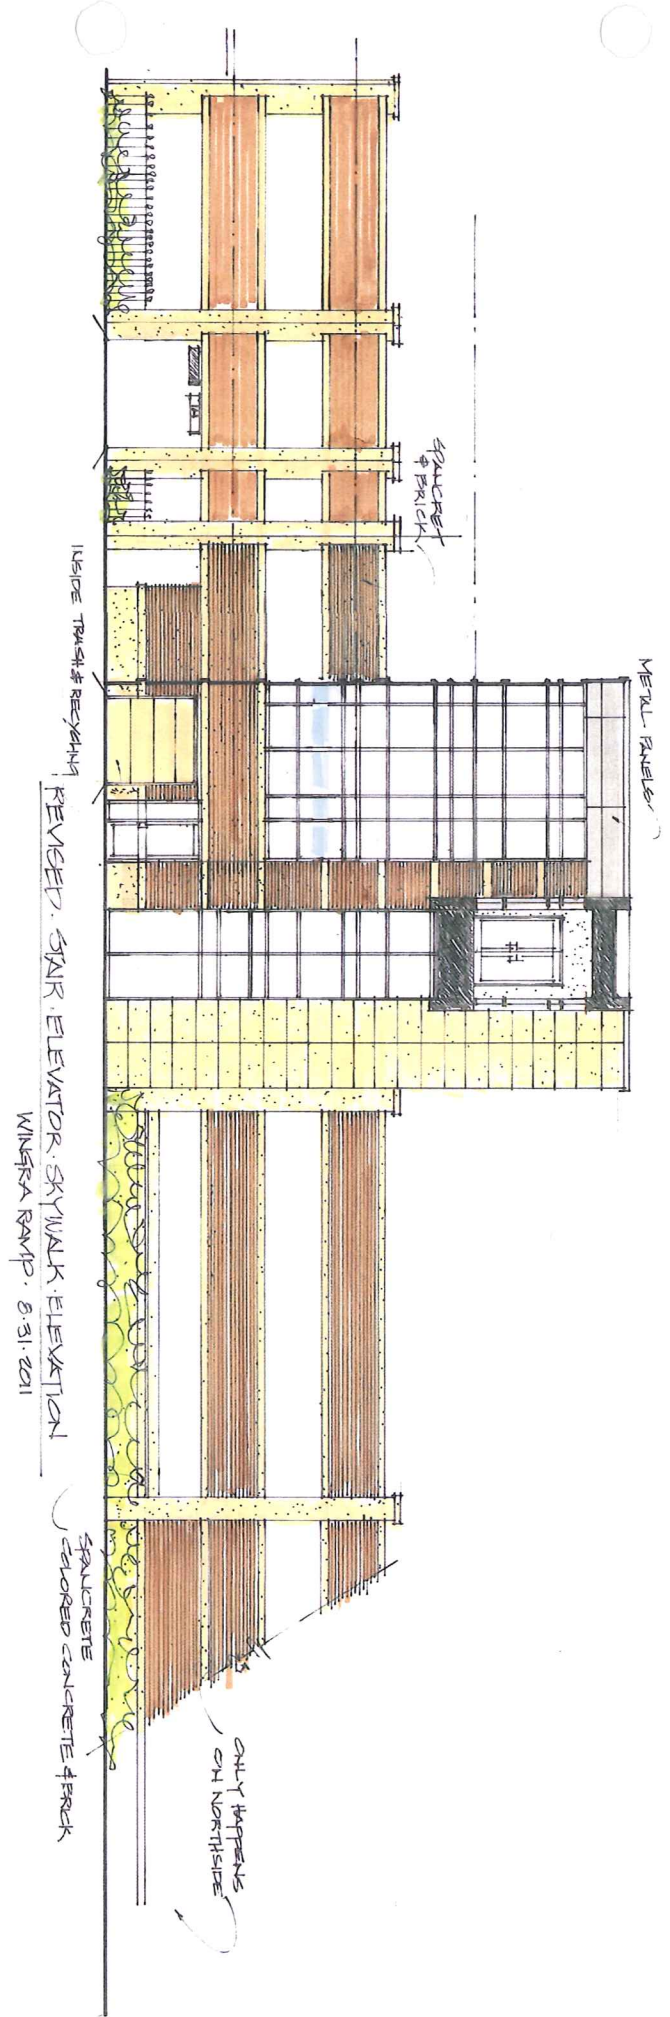 METAL PANELS
SPANCRETE
& BRICK
INSIDE TRASH & RECYCLING
REVISED · STAIR · ELEVATOR · SKYWALK · ELEVATION
WINGRA RAMP · 8·31·2011
SPANCRETE
COLORED CONCRETE & BRICK
ONLY HAPPENS
ON NORTHSIDE